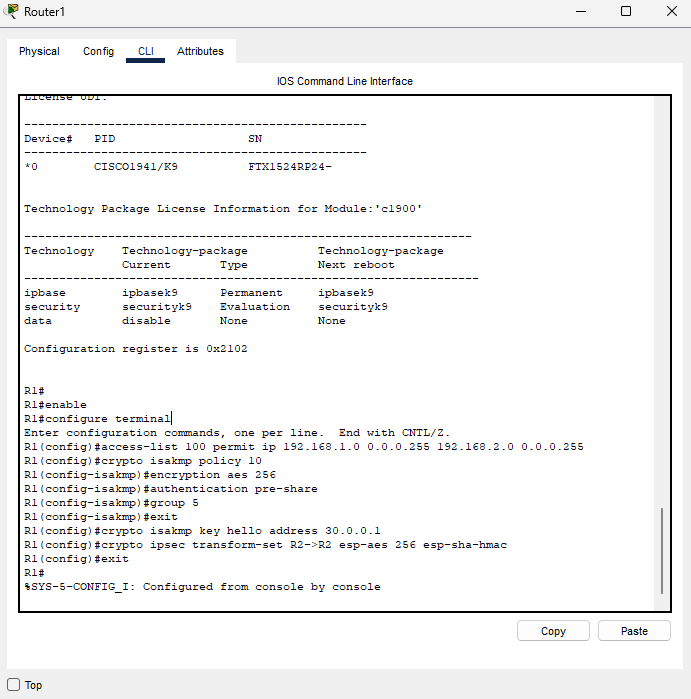 Router1
Physical Config CLI Attributes
IOS Command Line Interface
License UDI:
-------------------------------------------------
Device# PID SN
-------------------------------------------------
*0 CISCO1941/K9 FTX1524RP24-
Technology Package License Information for Module:'c1900'
----------------------------------------------------------------
Technology Technology-package Technology-package
Current Type Next reboot
-----------------------------------------------------------------
ipbase ipbasek9 Permanent ipbasek9
security securityk9 Evaluation securityk9
data disable None None
Configuration register is 0x2102
R1#
R1#enable
R1#configure terminal
Enter configuration commands, one per line. End with CNTL/Z.
R1(config)#access-list 100 permit ip 192.168.1.0 0.0.0.255 192.168.2.0 0.0.0.255
R1(config)#crypto isakmp policy 10
R1(config-isakmp)#encryption aes 256
R1(config-isakmp)#authentication pre-share
R1(config-isakmp)#group 5
R1(config-isakmp)#exit
R1(config)#crypto isakmp key hello address 30.0.0.1
R1(config)#crypto ipsec transform-set R2->R2 esp-aes 256 esp-sha-hmac
R1(config)#exit
R1#
%SYS-5-CONFIG_I: Configured from console by console
Copy Paste
Top